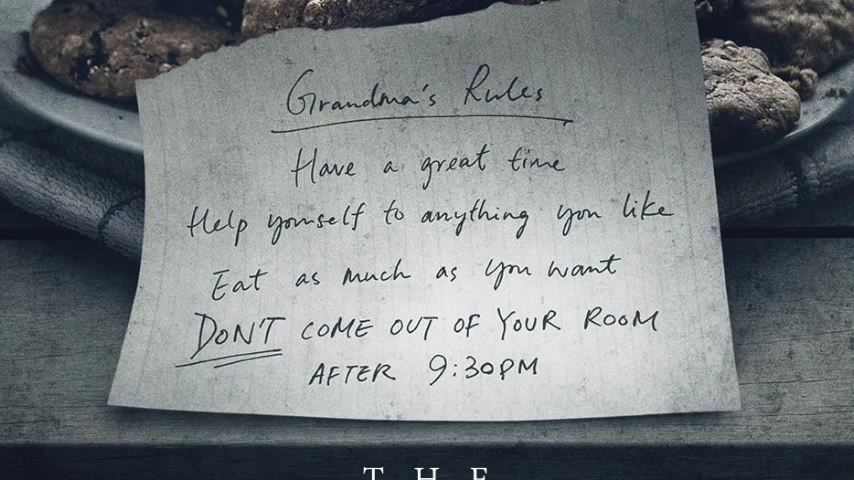 Grandma's Rules
Have a great time
Help yourself to anything you like
Eat as much as you want
DON'T COME OUT OF YOUR ROOM
AFTER 9:30PM
THE